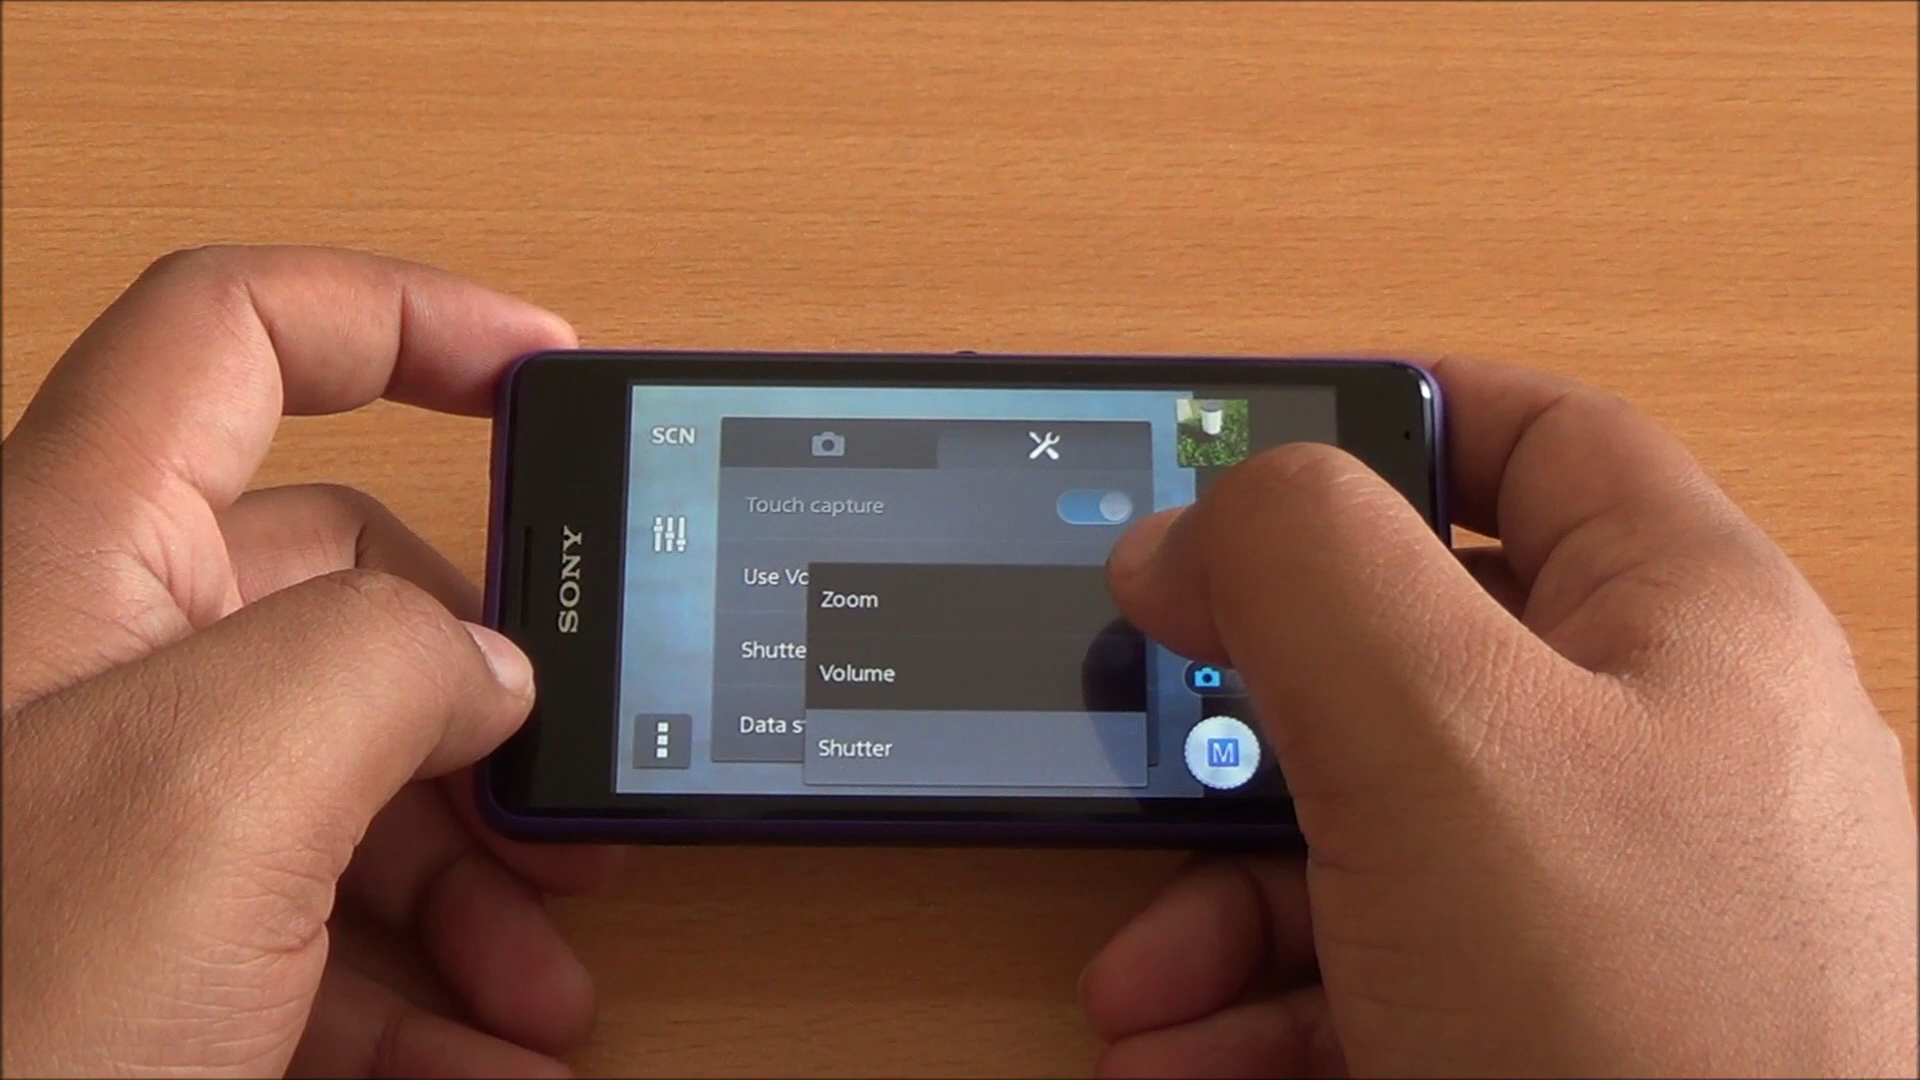 SONY
SCN
Touch capture
Use Vo
Zoom
Shutte
Volume
Data s
Shutter
M